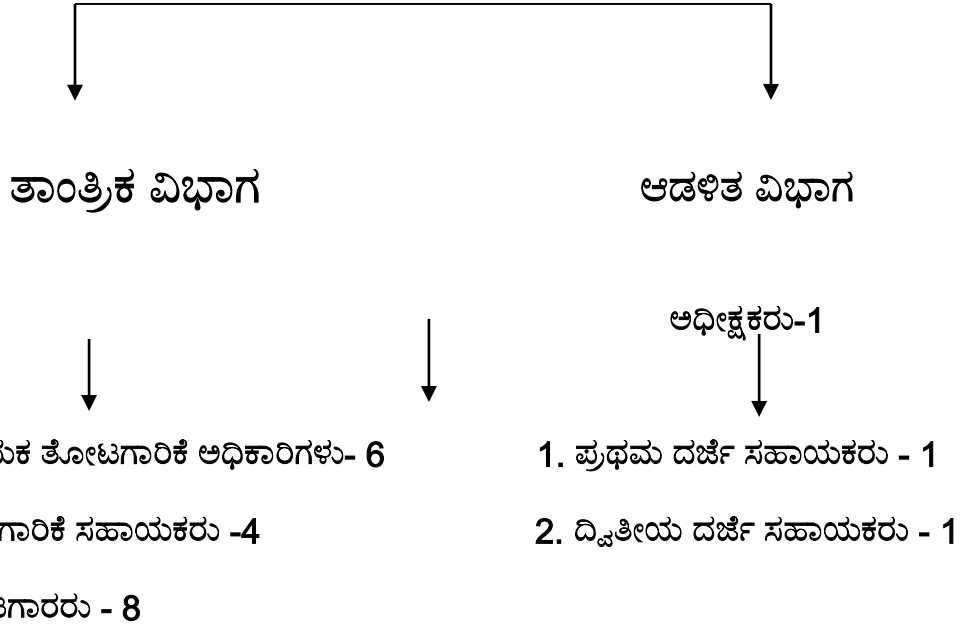 ತಾಂತ್ರಿಕ ವಿಭಾಗ
ಆಡಳಿತ ವಿಭಾಗ
ಅಧೀಕ್ಷಕರು-1
ತೋಟಗಾರಿಕೆ ಅಧಿಕಾರಿಗಳು- 6
1. ಪ್ರಥಮ ದರ್ಜೆ ಸಹಾಯಕರು - 1
ಸಹಾಯಕರು -4
2. ದ್ವಿತೀಯ ದರ್ಜೆ ಸಹಾಯಕರು - 1
- 8